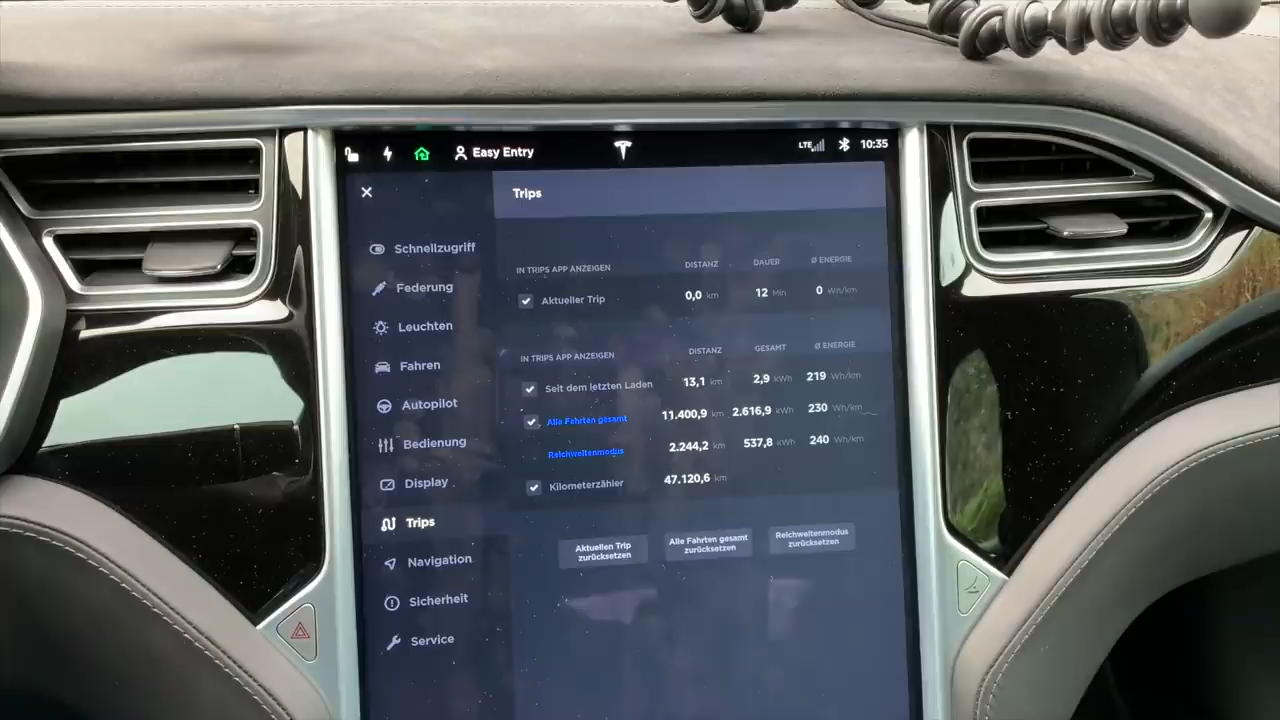 Easy Entry
LTE
10:35
Trips
Schnellzugriff
Federung
Leuchten
Fahren
Autopilot
Bedienung
Display
Trips
Navigation
Sicherheit
Service
IN TRIPS APP ANZEIGEN DISTANZ DAUER Ø ENERGIE
Aktueller Trip 0,0 km 12 Min 0 Wh/km
IN TRIPS APP ANZEIGEN DISTANZ GESAMT Ø ENERGIE
Seit dem letzten Laden 13,1 km 2,9 kWh 219 Wh/km
Alle Fahrten gesamt 11.400,9 km 2.616,9 kWh 230 Wh/km
Reichweitenmodus 2.244,2 km 537,8 kWh 240 Wh/km
Kilometerzähler 47.120,6 km
Aktuellen Trip
zurücksetzen
Alle Fahrten gesamt
zurücksetzen
Reichweitenmodus
zurücksetzen